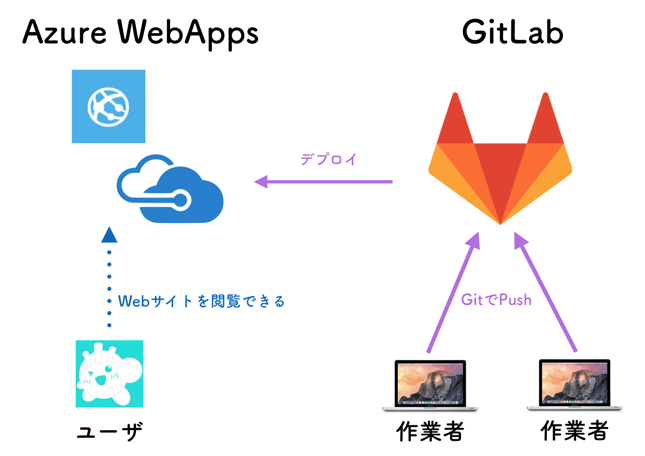 Azure WebApps
GitLab
デプロイ
Webサイトを閲覧できる
GitでPush
ユーザ
作業者
作業者